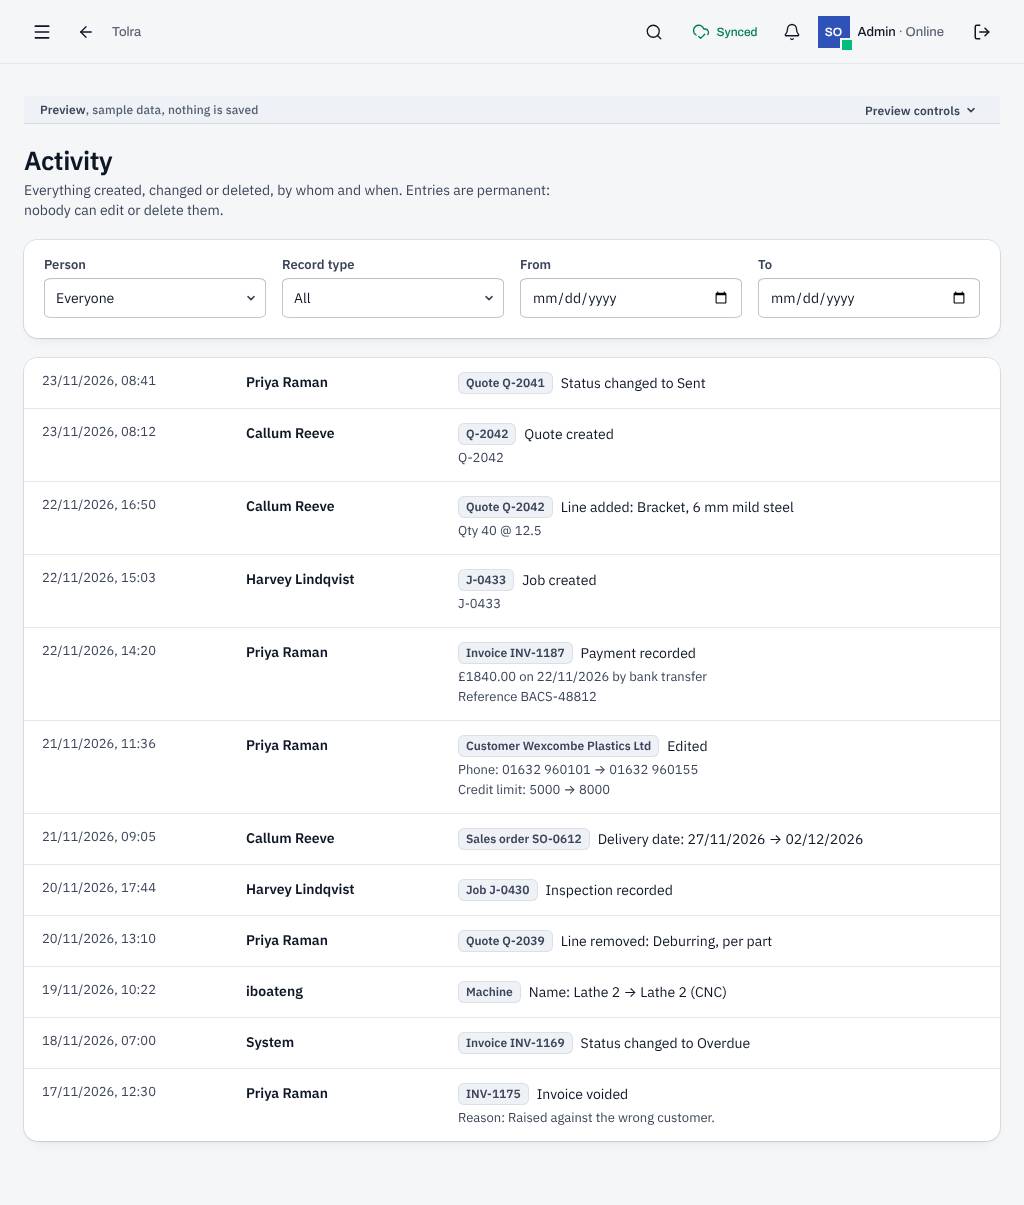 Tolra
Synced
SO
Admin · Online
Preview, sample data, nothing is saved
Preview controls
Activity
Everything created, changed or deleted, by whom and when. Entries are permanent:
nobody can edit or delete them.
Person
Record type
From
To
Everyone
All
mm/dd/yyyy
mm/dd/yyyy
23/11/2026, 08:41
Priya Raman
Quote Q-2041 Status changed to Sent
23/11/2026, 08:12
Callum Reeve
Q-2042 Quote created
Q-2042
22/11/2026, 16:50
Callum Reeve
Quote Q-2042 Line added: Bracket, 6 mm mild steel
Qty 40 @ 12.5
22/11/2026, 15:03
Harvey Lindqvist
J-0433 Job created
J-0433
22/11/2026, 14:20
Priya Raman
Invoice INV-1187 Payment recorded
£1840.00 on 22/11/2026 by bank transfer
Reference BACS-48812
21/11/2026, 11:36
Priya Raman
Customer Wexcombe Plastics Ltd Edited
Phone: 01632 960101 → 01632 960155
Credit limit: 5000 → 8000
21/11/2026, 09:05
Callum Reeve
Sales order SO-0612 Delivery date: 27/11/2026 → 02/12/2026
20/11/2026, 17:44
Harvey Lindqvist
Job J-0430 Inspection recorded
20/11/2026, 13:10
Priya Raman
Quote Q-2039 Line removed: Deburring, per part
19/11/2026, 10:22
iboateng
Machine Name: Lathe 2 → Lathe 2 (CNC)
18/11/2026, 07:00
System
Invoice INV-1169 Status changed to Overdue
17/11/2026, 12:30
Priya Raman
INV-1175 Invoice voided
Reason: Raised against the wrong customer.